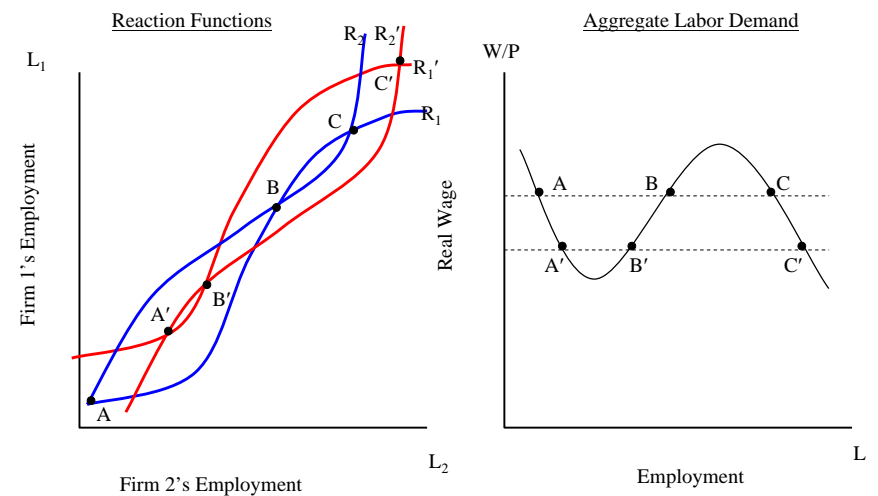 Reaction Functions
L₁
R₂ R₂′
R₁′
C′
R₁
C
B
B′
A′
A
Firm 1’s Employment
L₂
Firm 2’s Employment
Aggregate Labor Demand
W/P
A B C
A′ B′ C′
Real Wage
L
Employment